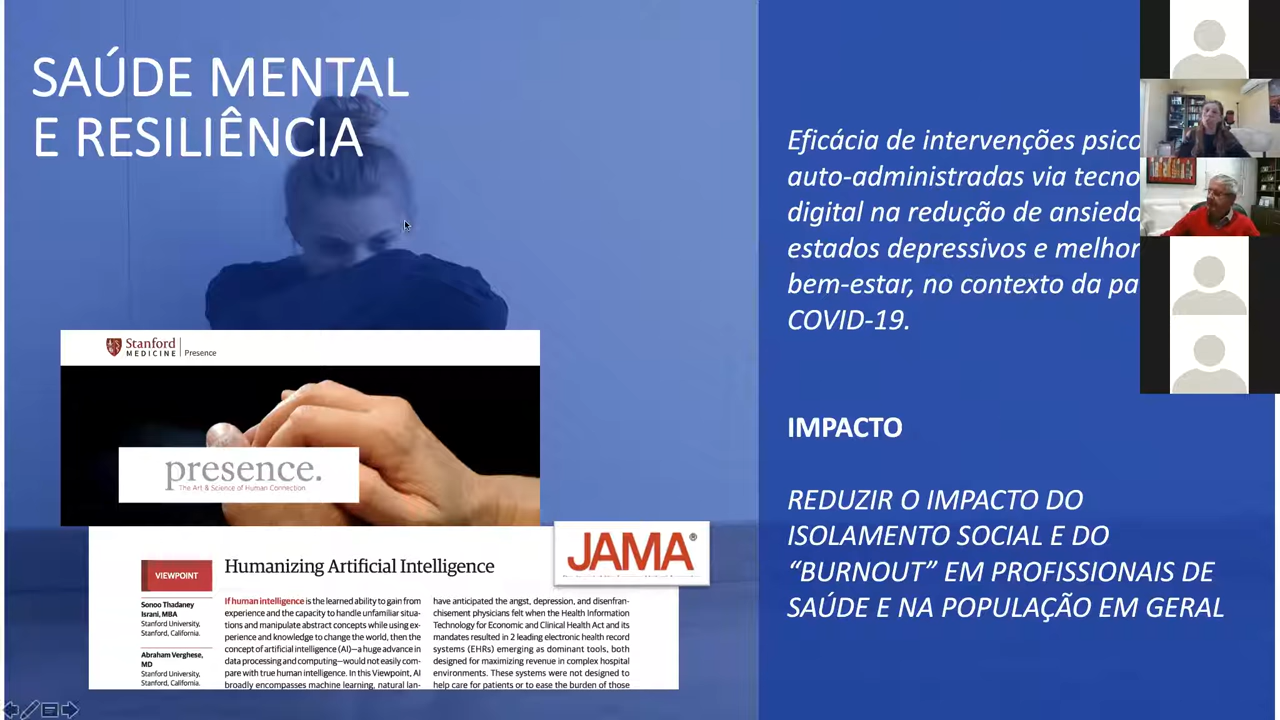 SAÚDE MENTAL
E RESILIÊNCIA
Stanford
MEDICINE | Presence
presence.
The Art & Science of Human Connection
JAMA®
VIEWPOINT
Humanizing Artificial Intelligence
Sonoo Thadaney
Israni, MBA
Stanford University,
Stanford, California.
Abraham Verghese,
MD
Stanford University,
Stanford, California.
If human intelligence is the learned ability to gain from
experience and the capacity to handle unfamiliar situa-
tions and manipulate abstract concepts while using ex-
perience and knowledge to change the world, then the
concept of artificial intelligence (AI)—a huge advance in
data processing and computing—would not easily com-
pare with true human intelligence. In this Viewpoint, AI
broadly encompasses machine learning, natural lan-
have anticipated the angst, depression, and disenfran-
chisement physicians felt when the Health Information
Technology for Economic and Clinical Health Act and its
mandates resulted in 2 leading electronic health record
systems (EHRs) emerging as dominant tools, both
designed for maximizing revenue in complex hospital
environments. These systems were not designed to
help care for patients or to ease the burden of those
Eficácia de intervenções psico
auto-administradas via tecno
digital na redução de ansieda
estados depressivos e melhor
bem-estar, no contexto da pa
COVID-19.
IMPACTO
REDUZIR O IMPACTO DO
ISOLAMENTO SOCIAL E DO
“BURNOUT” EM PROFISSIONAIS DE
SAÚDE E NA POPULAÇÃO EM GERAL